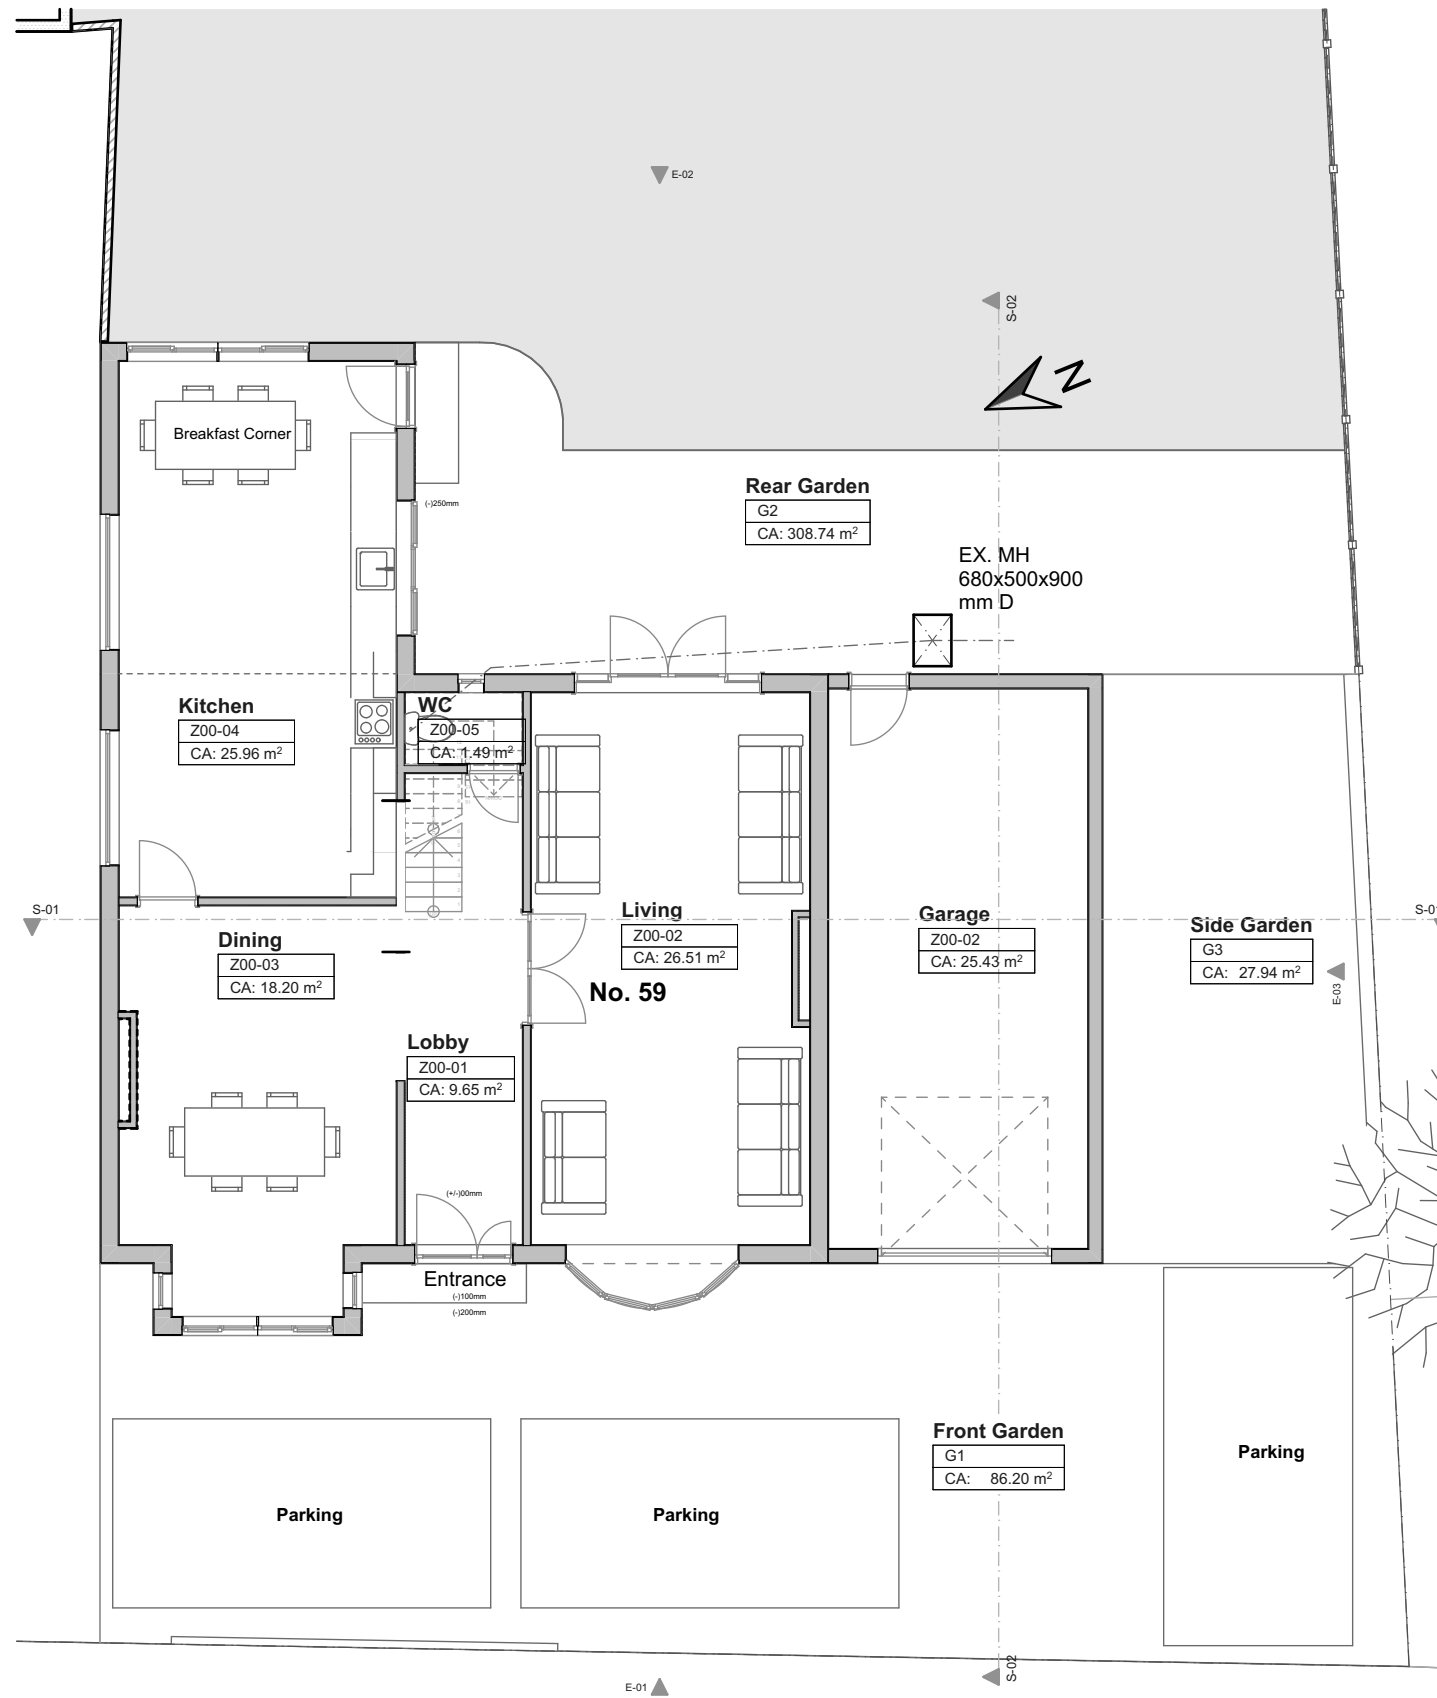 E-02
S-02
N
Breakfast Corner
Rear Garden
G2
CA: 308.74 m²
(-)250mm
EX. MH
680x500x900
mm D
Kitchen
Z00-04
CA: 25.96 m²
WC
Z00-05
CA: 1.49 m²
S-01
S-0
Living
Z00-02
CA: 26.51 m²
No. 59
Garage
Z00-02
CA: 25.43 m²
Side Garden
G3
CA: 27.94 m²
E-03
Dining
Z00-03
CA: 18.20 m²
Lobby
Z00-01
CA: 9.65 m²
(+/-)00mm
Entrance
(-)100mm
(-)200mm
Front Garden
G1
CA: 86.20 m²
Parking
Parking
Parking
S-02
E-01